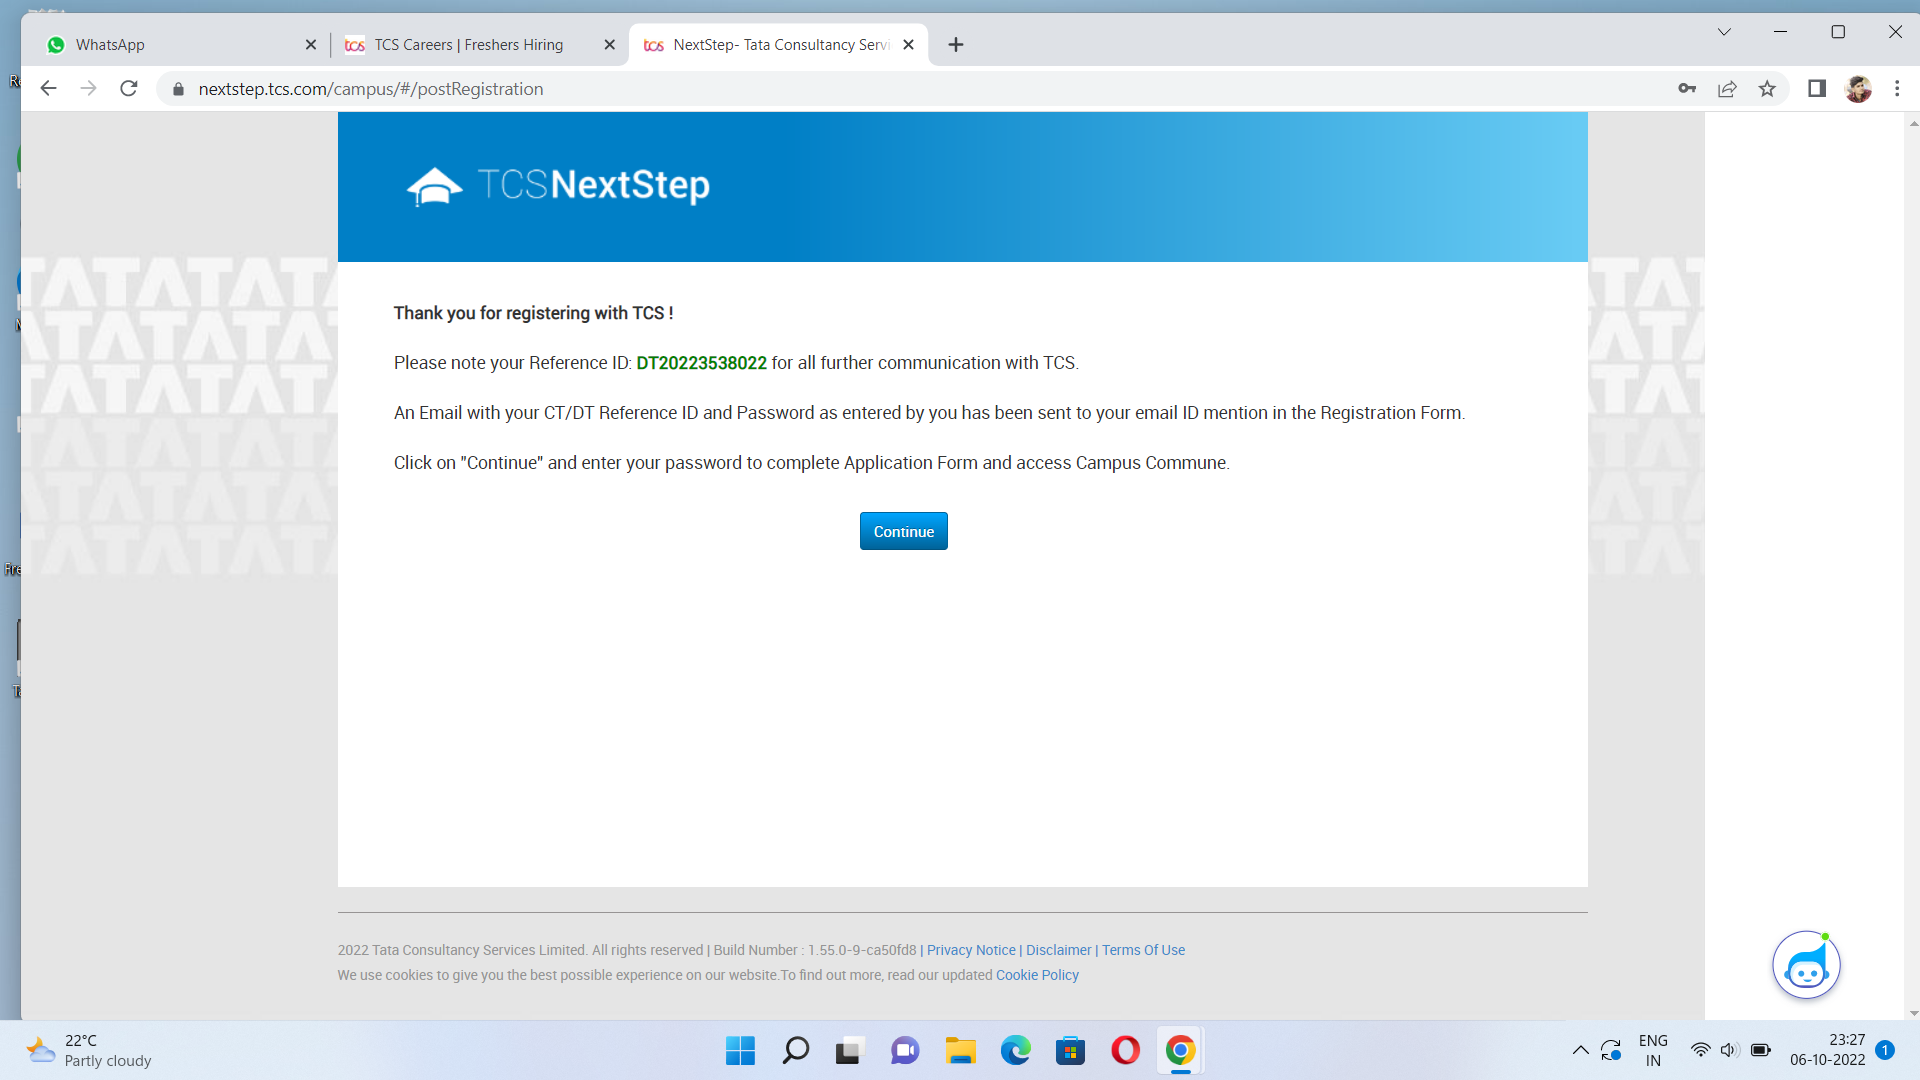 WhatsApp
TCS Careers | Freshers Hiring
NextStep- Tata Consultancy Servi
nextstep.tcs.com/campus/#/postRegistration
TCSNextStep
Thank you for registering with TCS !
Please note your Reference ID: DT20223538022 for all further communication with TCS.
An Email with your CT/DT Reference ID and Password as entered by you has been sent to your email ID mention in the Registration Form.
Click on "Continue" and enter your password to complete Application Form and access Campus Commune.
Continue
2022 Tata Consultancy Services Limited. All rights reserved | Build Number : 1.55.0-9-ca50fd8 | Privacy Notice | Disclaimer | Terms Of Use
We use cookies to give you the best possible experience on our website.To find out more, read our updated Cookie Policy
22°C
Partly cloudy
ENG
IN
23:27
06-10-2022
1